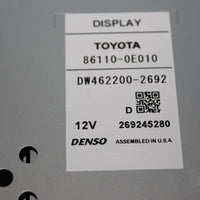 DISPLAY
TOYOTA
86110-0E010
DW462200-2692
D
12V 269245280
DENSO ASSEMBLED IN U.S.A